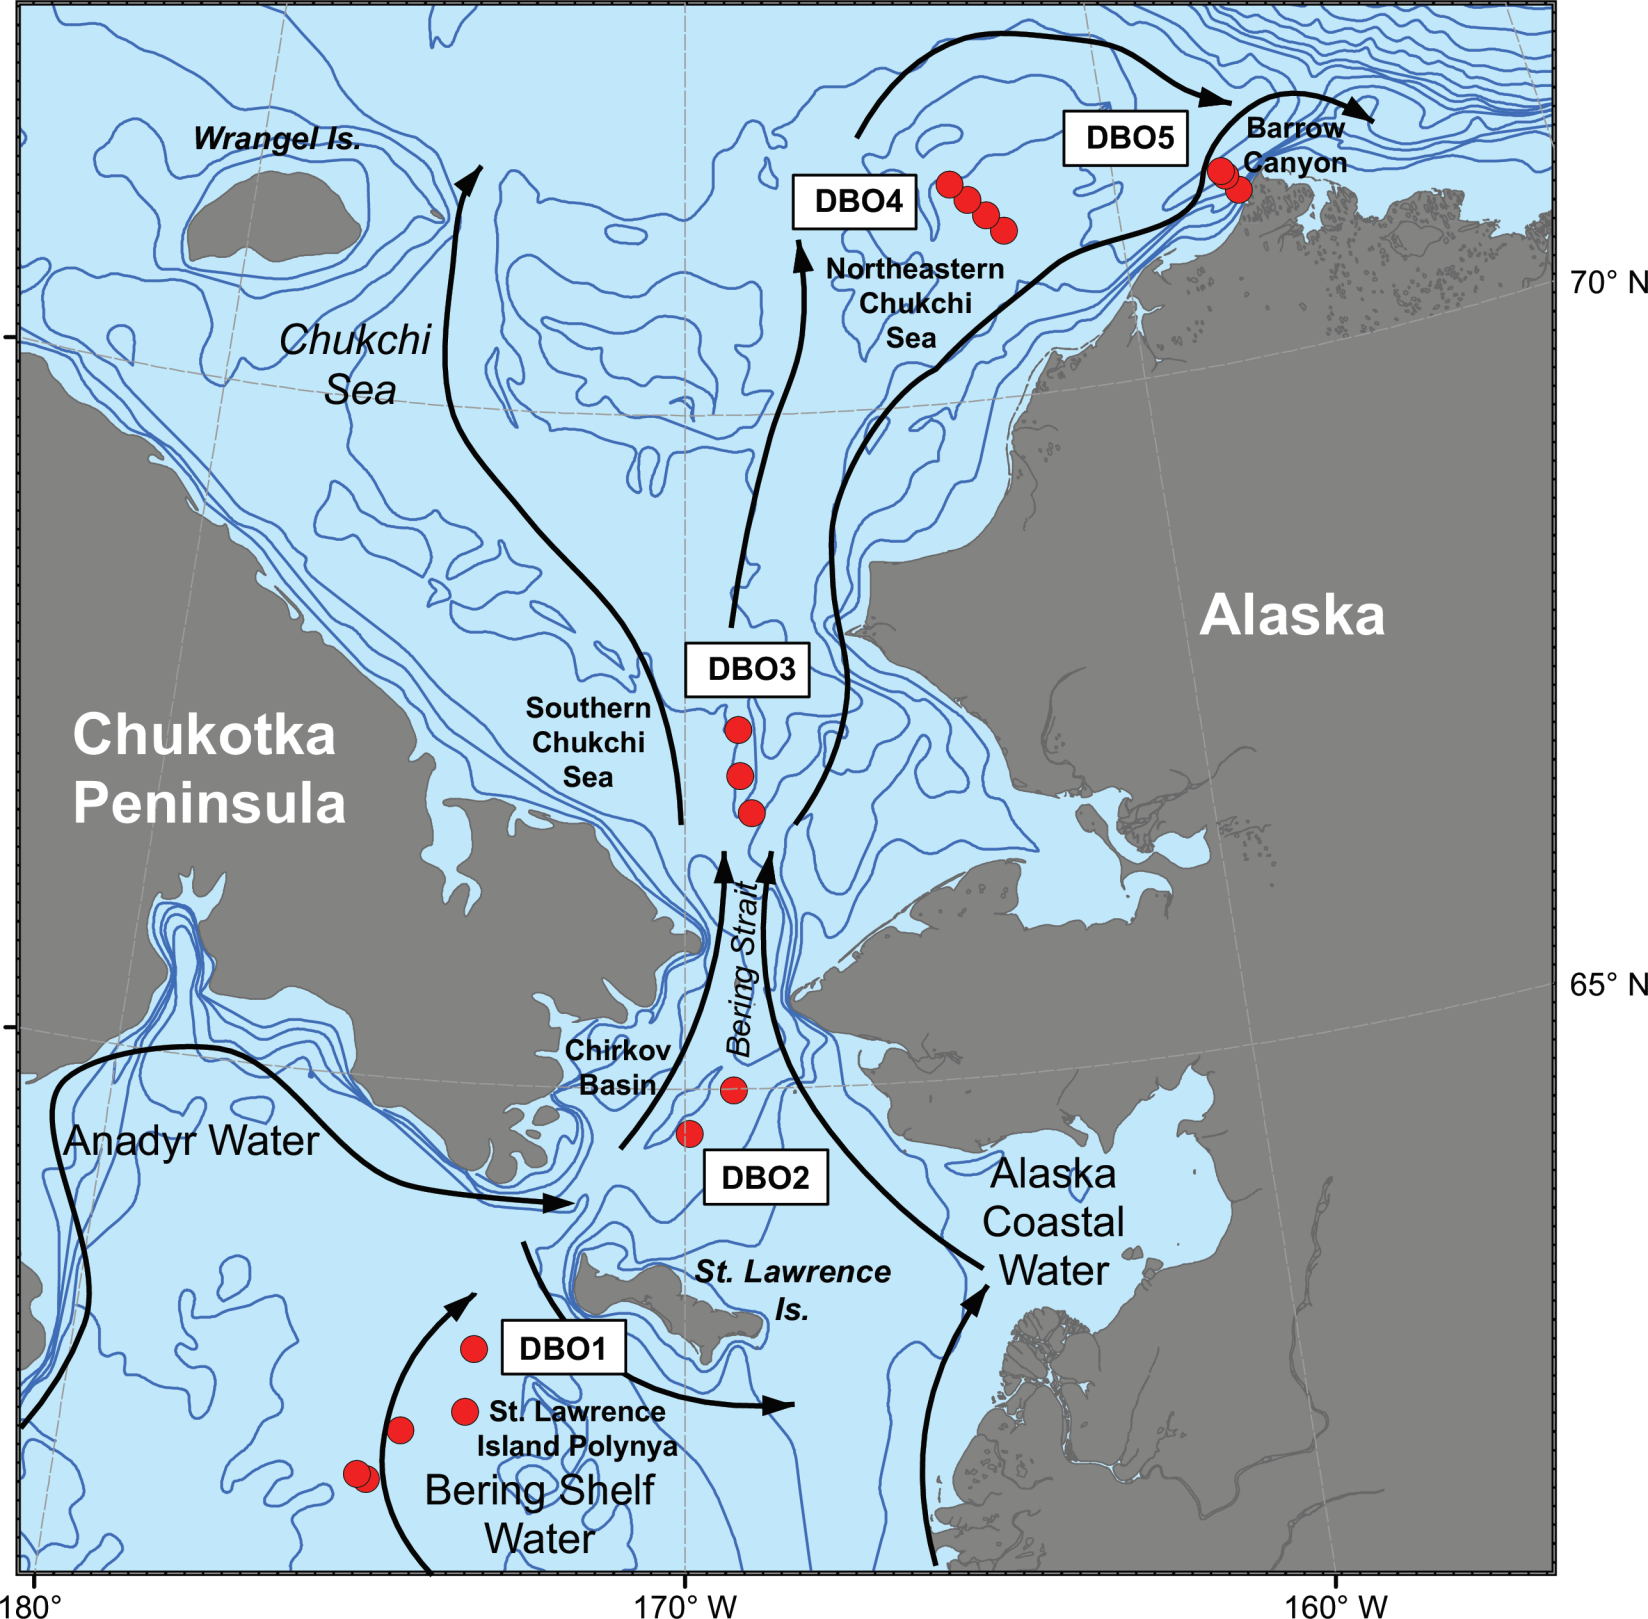 Wrangel Is.
DBO5
Barrow
Canyon
DBO4
Northeastern
Chukchi
Sea
70° N
Chukchi
Sea
Alaska
DBO3
Southern
Chukchi
Sea
Chukotka
Peninsula
Bering Strait
65° N
Chirkov
Basin
Anadyr Water
DBO2
Alaska
Coastal
Water
St. Lawrence
Is.
DBO1
St. Lawrence
Island Polynya
Bering Shelf
Water
180°
170° W
160° W